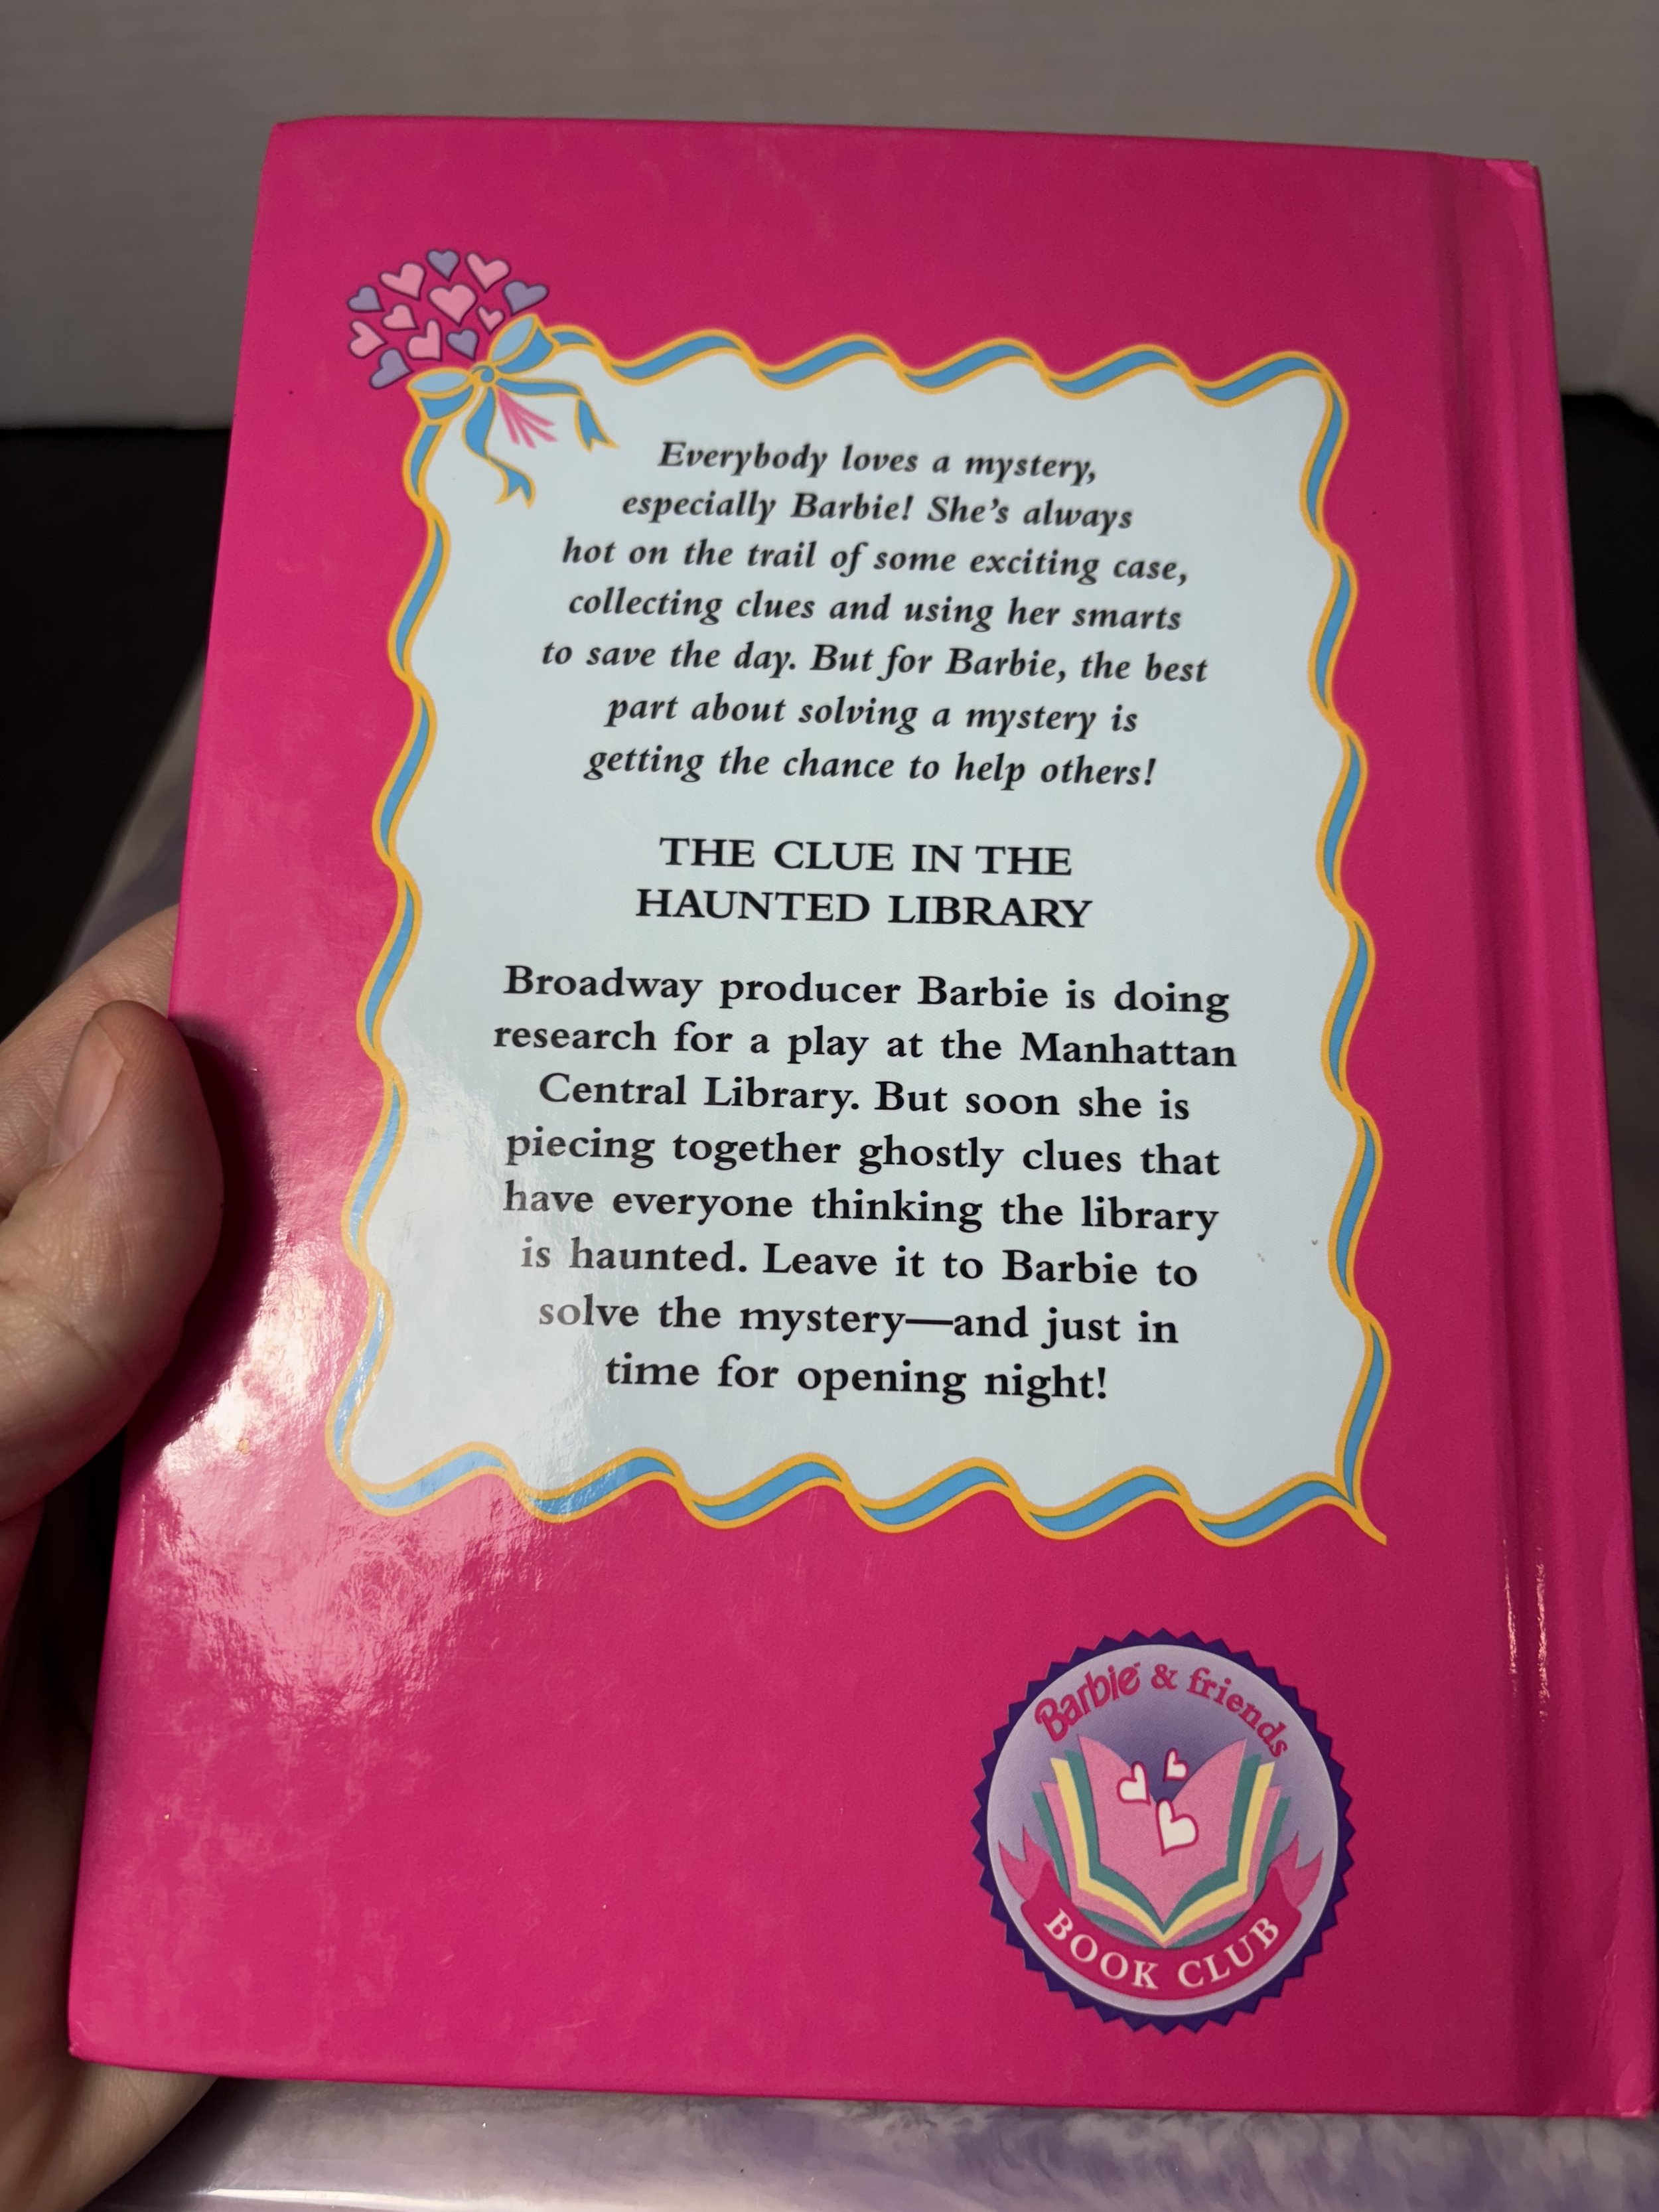 Everybody loves a mystery,
especially Barbie! She's always
hot on the trail of some exciting case,
collecting clues and using her smarts
to save the day. But for Barbie, the best
part about solving a mystery is
getting the chance to help others!
THE CLUE IN THE
HAUNTED LIBRARY
Broadway producer Barbie is doing
research for a play at the Manhattan
Central Library. But soon she is
piecing together ghostly clues that
have everyone thinking the library
is haunted. Leave it to Barbie to
solve the mystery—and just in
time for opening night!
Barbie & friends
BOOK CLUB